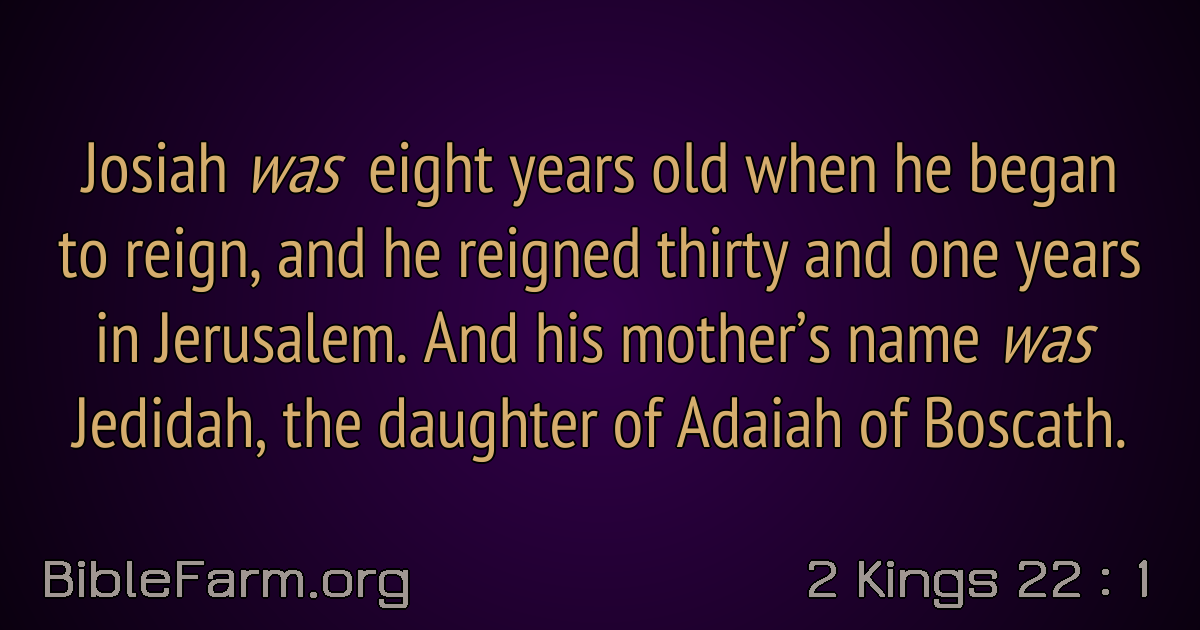 Josiah was eight years old when he began
to reign, and he reigned thirty and one years
in Jerusalem. And his mother’s name was
Jedidah, the daughter of Adaiah of Boscath.
BibleFarm.org
2 Kings 22 : 1